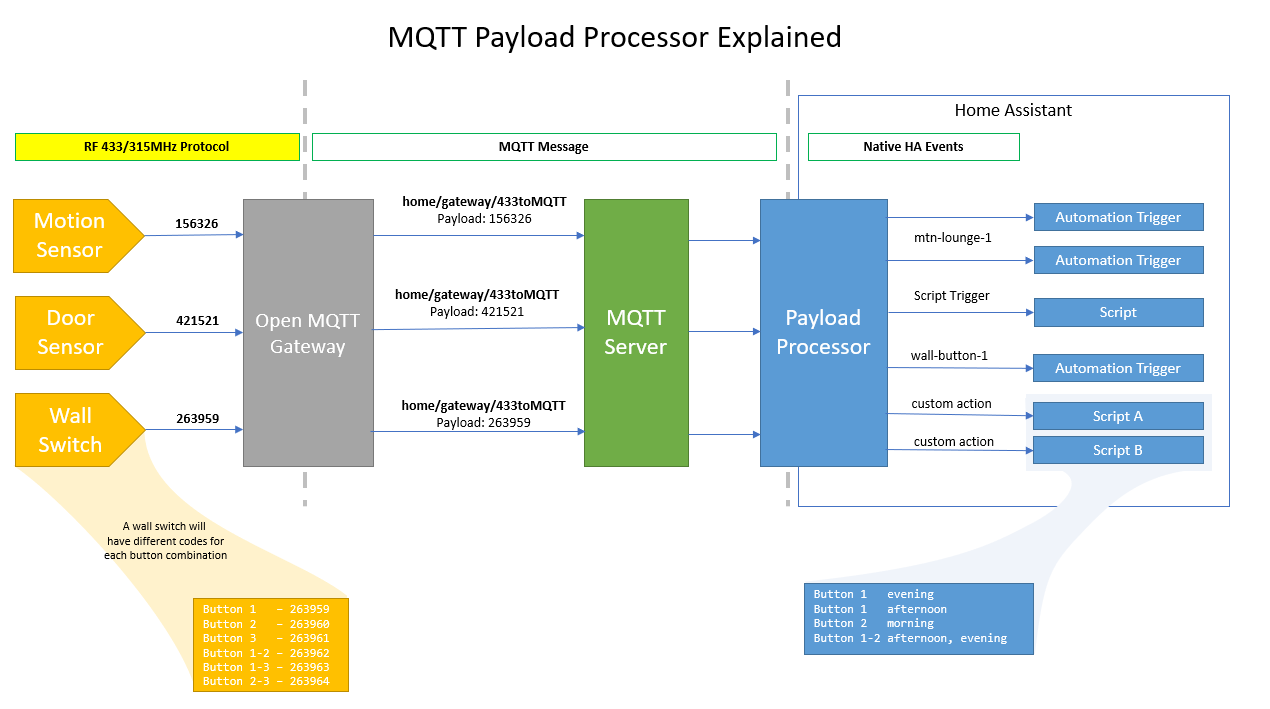 MQTT Payload Processor Explained
Home Assistant
RF 433/315MHz Protocol
MQTT Message
Native HA Events
Motion
Sensor
156326
Door
Sensor
421521
Wall
Switch
263959
Open MQTT
Gateway
home/gateway/433toMQTT
Payload: 156326
home/gateway/433toMQTT
Payload: 421521
home/gateway/433toMQTT
Payload: 263959
MQTT
Server
Payload
Processor
mtn-lounge-1
Script Trigger
wall-button-1
custom action
custom action
Automation Trigger
Automation Trigger
Script
Automation Trigger
Script A
Script B
A wall switch will
have different codes for
each button combination
Button 1 – 263959
Button 2 – 263960
Button 3 – 263961
Button 1-2 – 263962
Button 1-3 – 263963
Button 2-3 – 263964
Button 1 evening
Button 1 afternoon
Button 2 morning
Button 1-2 afternoon, evening